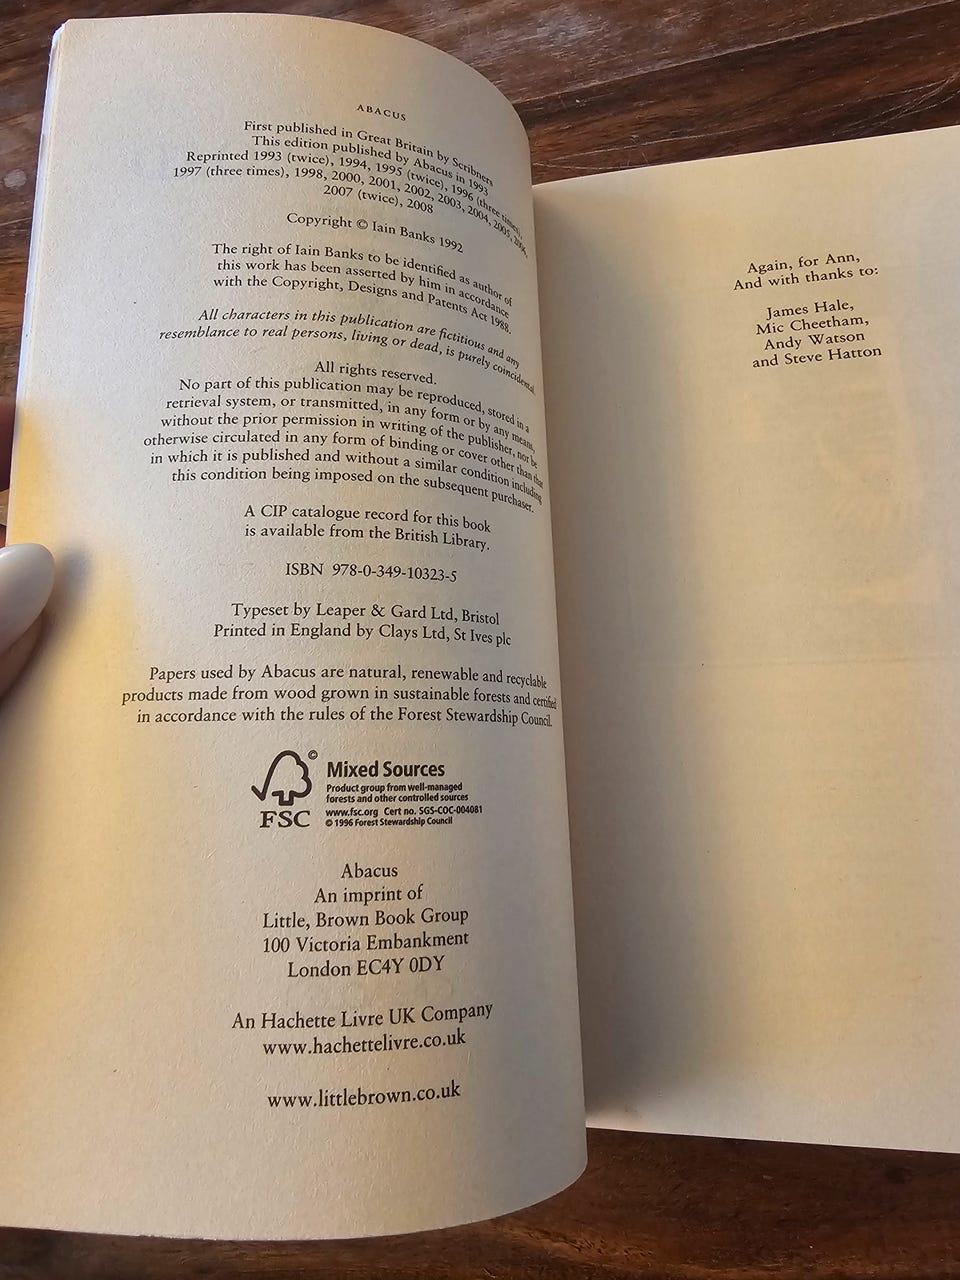 ABACUS
First published in Great Britain by Scribners
This edition published by Abacus in 1993
Reprinted 1993 (twice), 1994, 1995 (twice), 1996 (three times),
1997 (three times), 1998, 2000, 2001, 2002, 2003, 2004, 2005, 2006,
2007 (twice), 2008
Copyright © Iain Banks 1992
The right of Iain Banks to be identified as author of
this work has been asserted by him in accordance
with the Copyright, Designs and Patents Act 1988.
All characters in this publication are fictitious and any
resemblance to real persons, living or dead, is purely coincidental.
All rights reserved.
No part of this publication may be reproduced, stored in a
retrieval system, or transmitted, in any form or by any means,
without the prior permission in writing of the publisher, nor be
otherwise circulated in any form of binding or cover other than that
in which it is published and without a similar condition including
this condition being imposed on the subsequent purchaser.
A CIP catalogue record for this book
is available from the British Library.
ISBN 978-0-349-10323-5
Typeset by Leaper & Gard Ltd, Bristol
Printed in England by Clays Ltd, St Ives plc
Papers used by Abacus are natural, renewable and recyclable
products made from wood grown in sustainable forests and certified
in accordance with the rules of the Forest Stewardship Council.
©
FSC
Mixed Sources
Product group from well-managed
forests and other controlled sources
www.fsc.org Cert no. SGS-COC-004081
© 1996 Forest Stewardship Council
Abacus
An imprint of
Little, Brown Book Group
100 Victoria Embankment
London EC4Y 0DY
An Hachette Livre UK Company
www.hachettelivre.co.uk
www.littlebrown.co.uk
Again, for Ann,
And with thanks to:
James Hale,
Mic Cheetham,
Andy Watson
and Steve Hatton